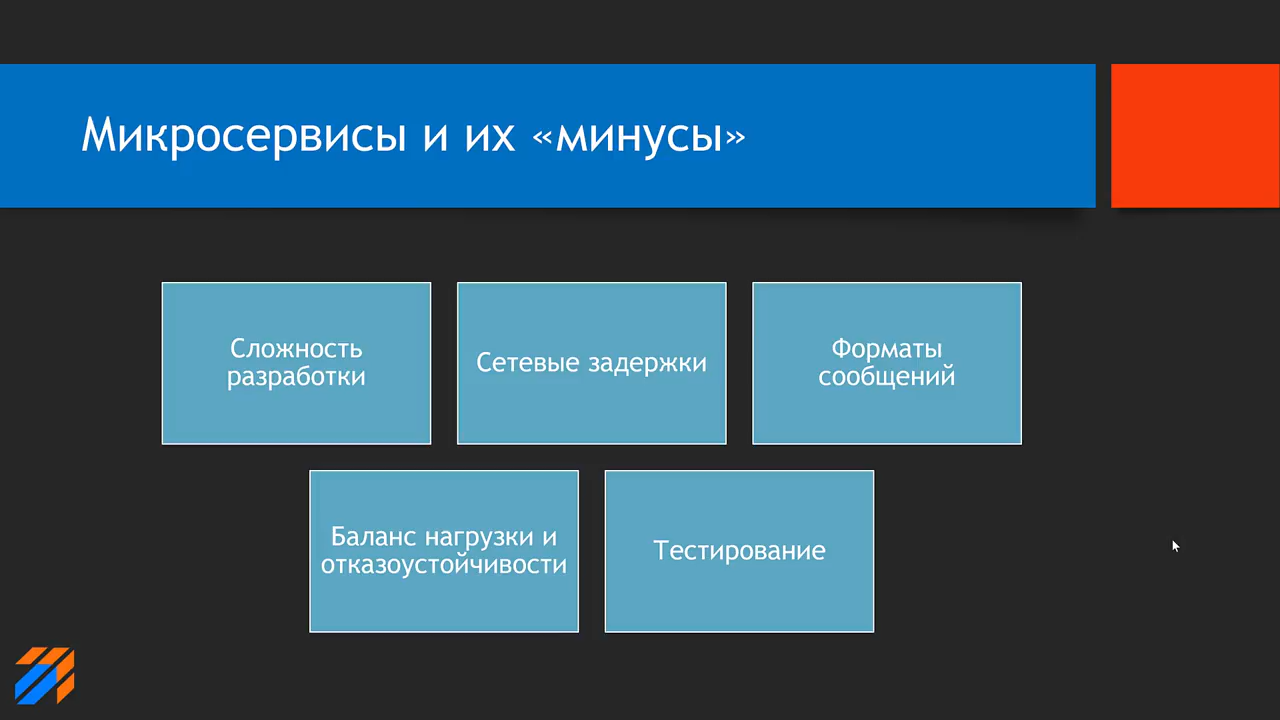 Микросервисы и их «минусы»
Сложность
разработки
Сетевые задержки
Форматы
сообщений
Баланс нагрузки и
отказоустойчивости
Тестирование